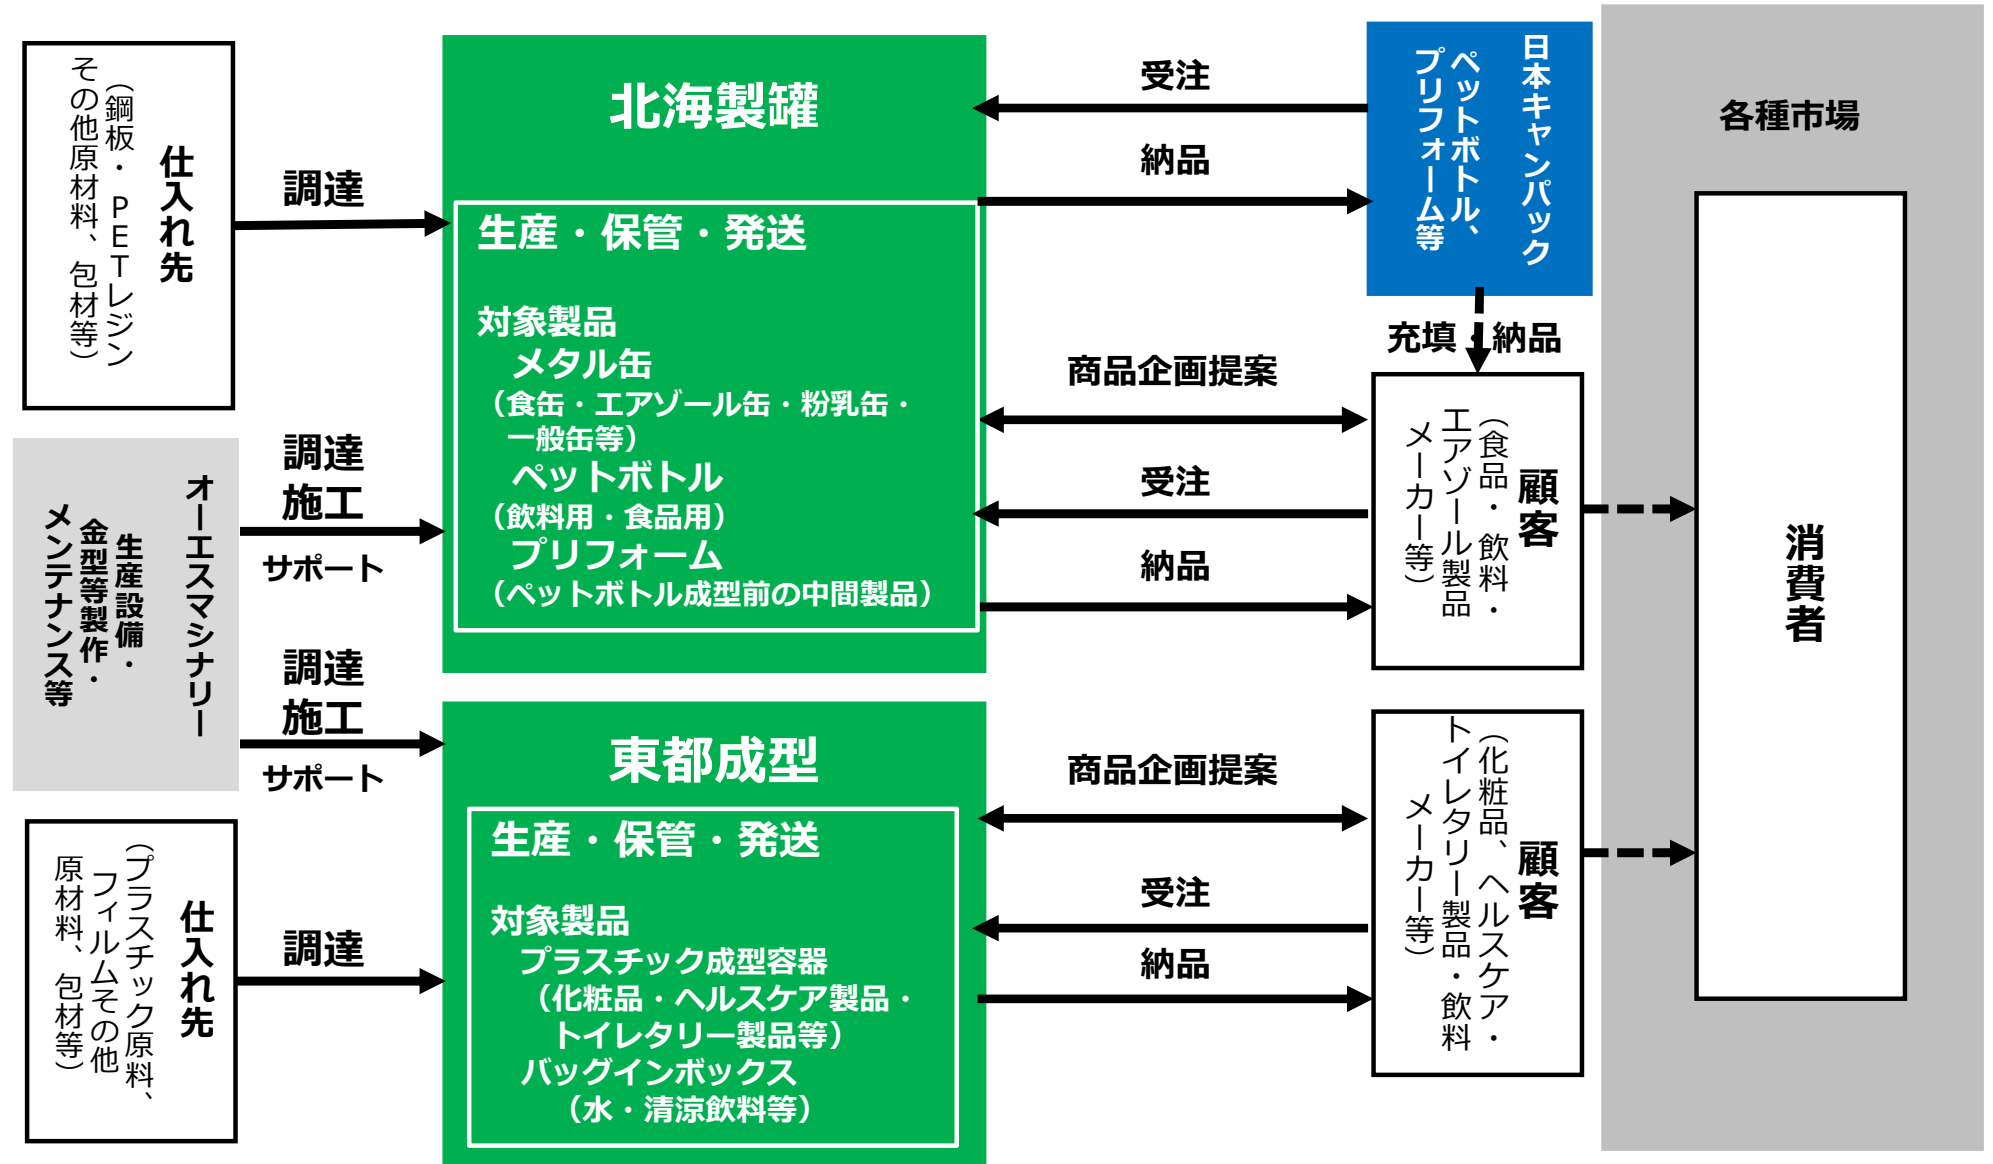 仕入れ先
（鋼板・PETレジン
その他原材料、包材等）
調達
オーエスマシナリー
生産設備・
金型等製作・
メンテナンス等
調達
施工
サポート
調達
施工
サポート
仕入れ先
（プラスチック原料、
フィルムその他
原材料、包材等）
調達
北海製罐
生産・保管・発送
対象製品
メタル缶
（食缶・エアゾール缶・粉乳缶・
一般缶等）
ペットボトル
（飲料用・食品用）
プリフォーム
（ペットボトル成型前の中間製品）
東都成型
生産・保管・発送
対象製品
プラスチック成型容器
（化粧品・ヘルスケア製品・
トイレタリー製品等）
バッグインボックス
（水・清涼飲料等）
受注
納品
日本キャンパック
ペットボトル、
プリフォーム等
充填・納品
商品企画提案
受注
納品
顧客
（食品・飲料・
エアゾール製品
メーカー等）
商品企画提案
受注
納品
顧客
（化粧品、ヘルスケア・
トイレタリー製品・飲料
メーカー等）
各種市場
消費者